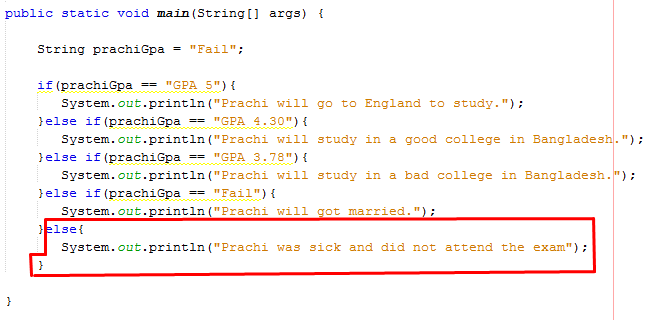 public static void main(String[] args) {
String prachiGpa = "Fail";
if(prachiGpa == "GPA 5"){
System.out.println("Prachi will go to England to study.");
}else if(prachiGpa == "GPA 4.30"){
System.out.println("Prachi will study in a good college in Bangladesh.");
}else if(prachiGpa == "GPA 3.78"){
System.out.println("Prachi will study in a bad college in Bangladesh.");
}else if(prachiGpa == "Fail"){
System.out.println("Prachi will got married.");
}else{
System.out.println("Prachi was sick and did not attend the exam");
}
}